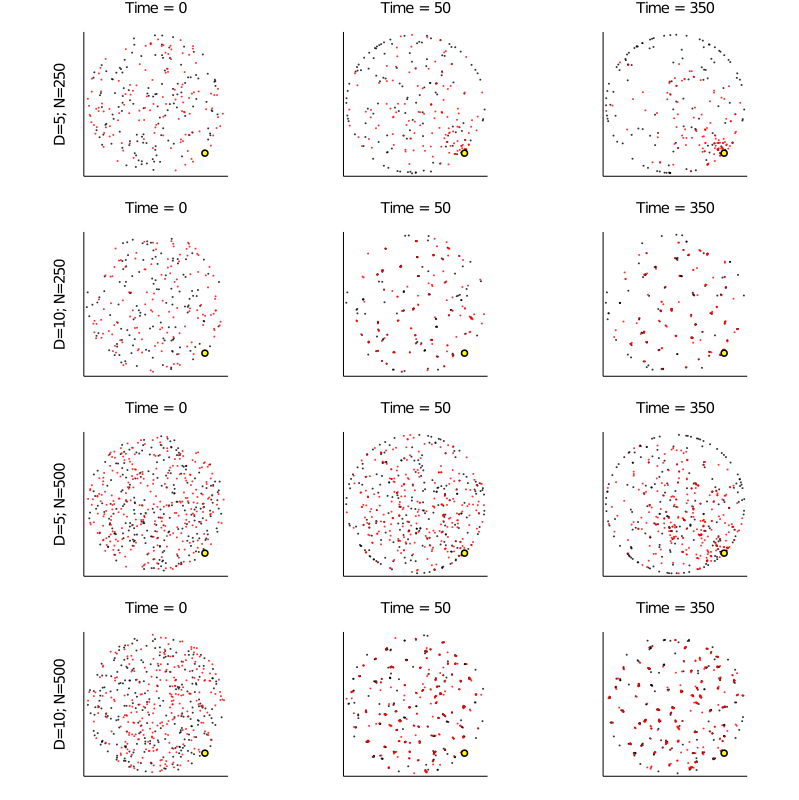 Time = 0
Time = 50
Time = 350
D=5; N=250
Time = 0
Time = 50
Time = 350
D=10; N=250
Time = 0
Time = 50
Time = 350
D=5; N=500
Time = 0
Time = 50
Time = 350
D=10; N=500